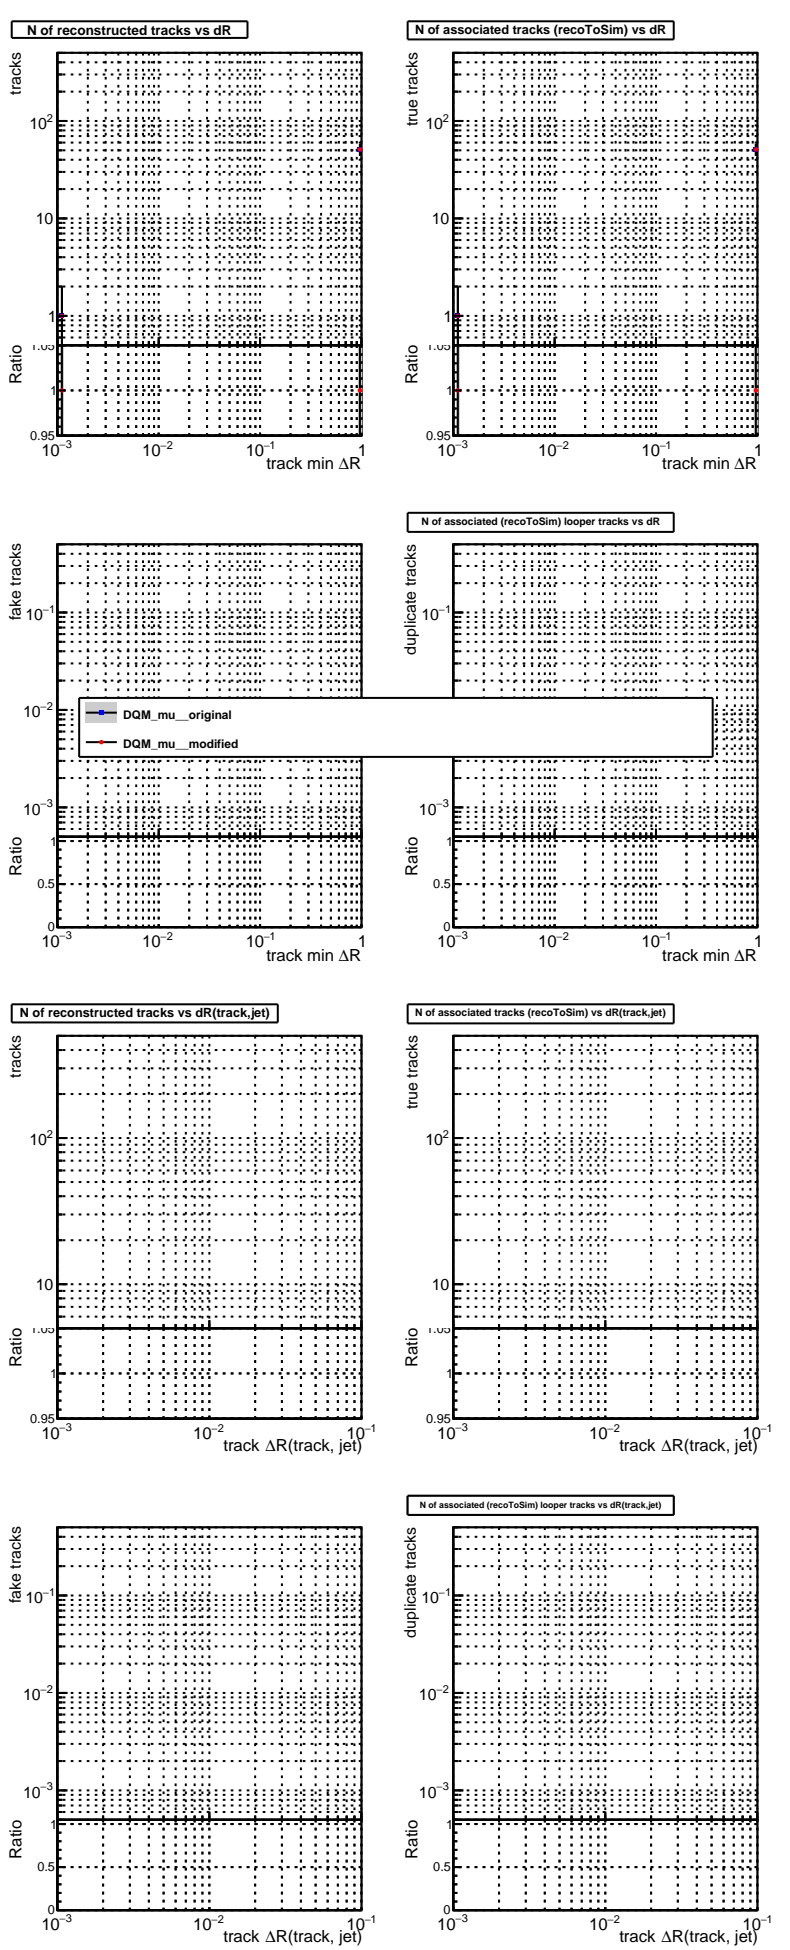 N of reconstructed tracks vs dR
tracks
10²
10
1
1.05
Ratio
1
0.95
10⁻³ 10⁻² 10⁻¹ 1
track min ΔR
N of associated tracks (recoToSim) vs dR
true tracks
10²
10
1
1.05
Ratio
1
0.95
10⁻³ 10⁻² 10⁻¹ 1
track min ΔR
fake tracks
10⁻¹
10⁻²
10⁻³
Ratio
1
0.5
0
10⁻³ 10⁻² 10⁻¹ 1
track min ΔR
N of associated (recoToSim) looper tracks vs dR
duplicate tracks
10⁻¹
10⁻³
Ratio
1
0.5
0
10⁻³ 10⁻² 10⁻¹ 1
track min ΔR
DQM_mu__original
DQM_mu__modified
N of reconstructed tracks vs dR(track,jet)
tracks
10²
10
1.05
Ratio
1
0.95
10⁻³ 10⁻² 10⁻¹
track ΔR(track, jet)
N of associated tracks (recoToSim) vs dR(track,jet)
true tracks
10²
10
1.05
Ratio
1
0.95
10⁻³ 10⁻² 10⁻¹
track ΔR(track, jet)
fake tracks
10⁻¹
10⁻²
10⁻³
Ratio
1
0.5
0
10⁻³ 10⁻² 10⁻¹
track ΔR(track, jet)
N of associated (recoToSim) looper tracks vs dR(track,jet)
duplicate tracks
10⁻¹
10⁻²
10⁻³
Ratio
1
0.5
0
10⁻³ 10⁻² 10⁻¹
track ΔR(track, jet)